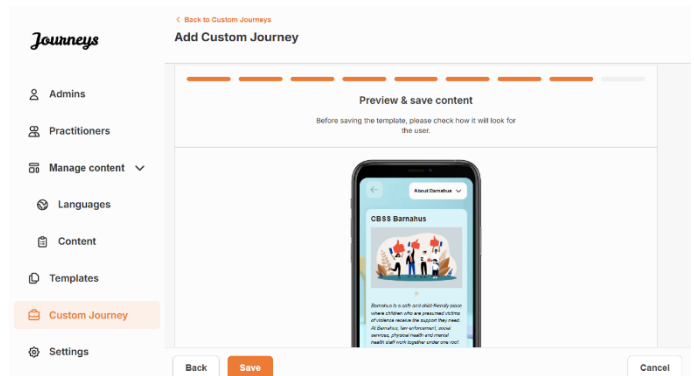 Back to Custom Journeys
Journeys
Add Custom Journey
Admins
Practitioners
Manage content
Languages
Content
Templates
Custom Journey
Settings
Preview & save content
Before saving the template, please check how it will look for
the user.
About Barnahus
CBSS Barnahus
Barnahus is a safe and child-friendly place
where children who are presumed victims
of violence receive the support they need.
At Barnahus, law enforcement, social
services, physical health and mental
health staff work together under one roof.
Back
Save
Cancel